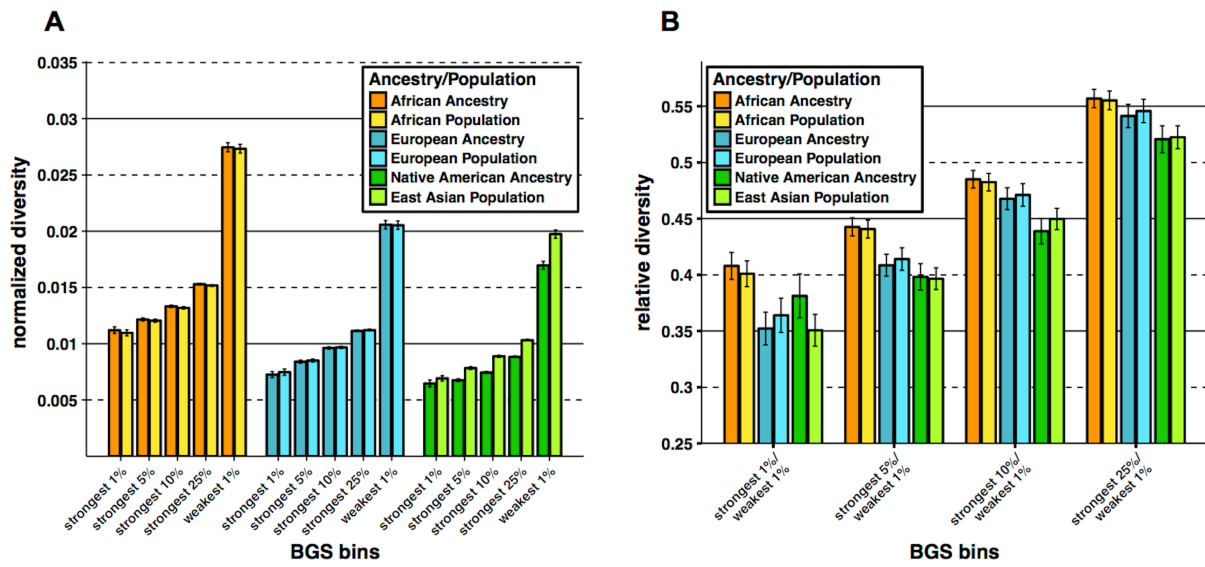 A
normalized diversity
0.035
0.03
0.025
0.02
0.015
0.01
0.005
Ancestry/Population
African Ancestry
African Population
European Ancestry
European Population
Native American Ancestry
East Asian Population
strongest 1%
strongest 5%
strongest 10%
strongest 25%
weakest 1%
strongest 1%
strongest 5%
strongest 10%
strongest 25%
weakest 1%
strongest 1%
strongest 5%
strongest 10%
strongest 25%
weakest 1%
BGS bins
B
relative diversity
0.55
0.5
0.45
0.4
0.35
0.3
0.25
Ancestry/Population
African Ancestry
African Population
European Ancestry
European Population
Native American Ancestry
East Asian Population
strongest 1%/
weakest 1%
strongest 5%/
weakest 1%
strongest 10%/
weakest 1%
strongest 25%/
weakest 1%
BGS bins